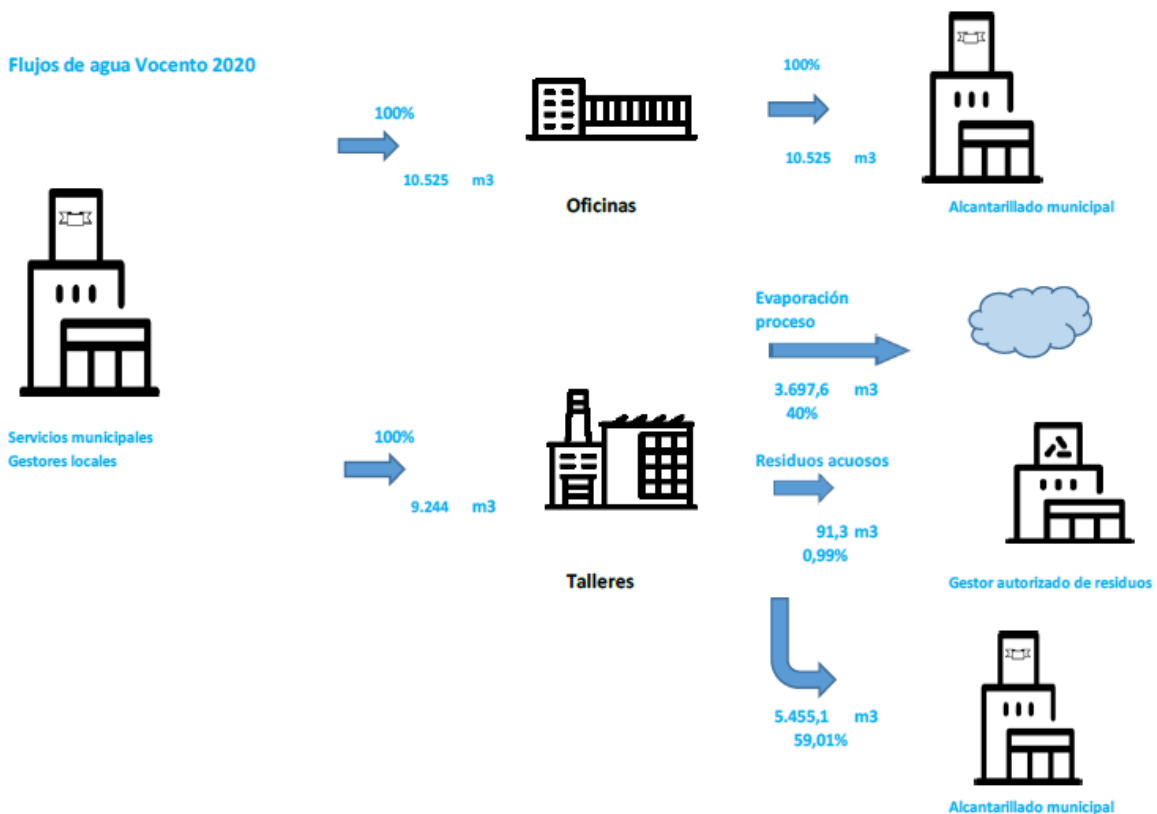 Flujos de agua Vocento 2020
100%
10.525 m3
Oficinas
100%
10.525 m3
Alcantarillado municipal
Servicios municipales
Gestores locales
100%
9.244 m3
Talleres
Evaporación
proceso
3.697,6 m3
40%
Residuos acuosos
91,3 m3
0,99%
Gestor autorizado de residuos
5.455,1 m3
59,01%
Alcantarillado municipal